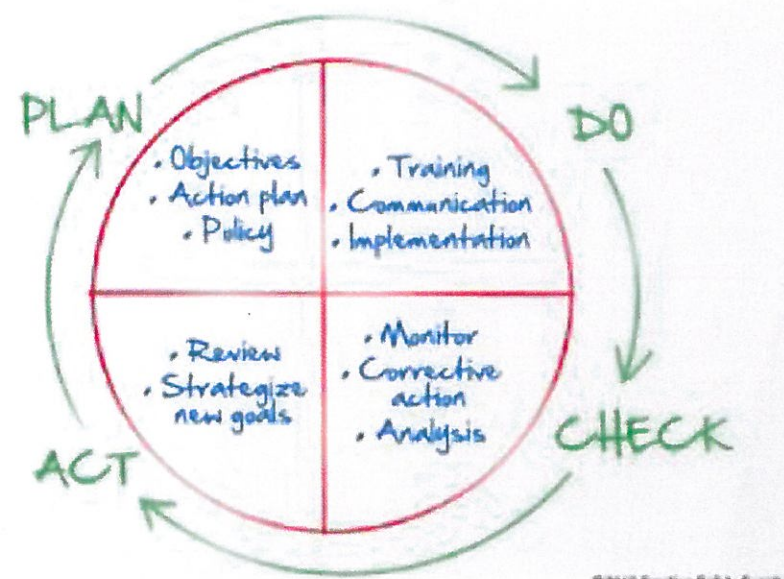 PLAN
DO
• Objectives
• Action plan
• Policy
• Training
• Communication
• Implementation
• Review
• Strategize
new goals
• Monitor
• Corrective
action
• Analysis
ACT
CHECK